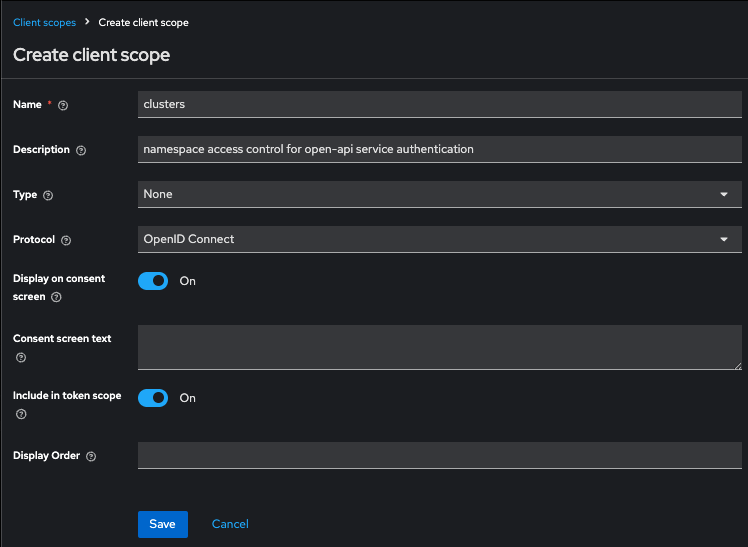 Client scopes > Create client scope
Create client scope
Name *
clusters
Description
namespace access control for open-api service authentication
Type
None
Protocol
OpenID Connect
Display on consent
screen
On
Consent screen text
Include in token scope
On
Display Order
Save Cancel